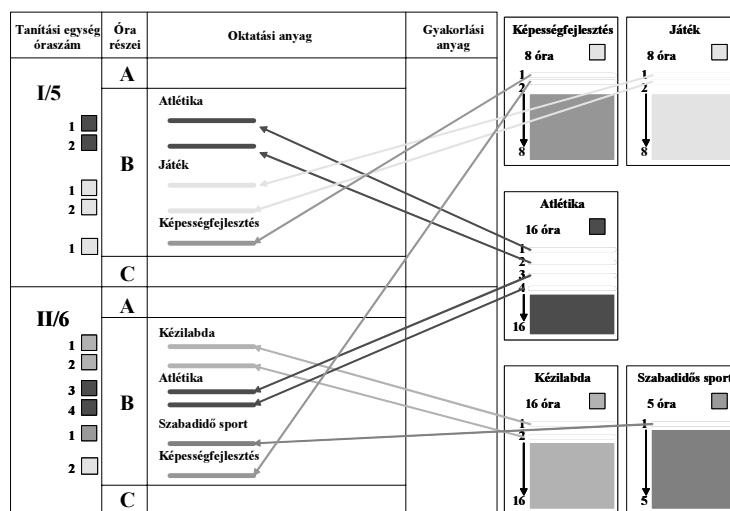 Tanítási egység
óraszám
Óra
részei
Oktatási anyag
Gyakorlási
anyag
I/5
1
2
1
2
1
A
B
C
Atlétika
Játék
Képességfejlesztés
II/6
1
2
3
4
1
2
A
B
C
Kézilabda
Atlétika
Szabadidő sport
Képességfejlesztés
Képességfejlesztés
8 óra
1
2
8
Játék
8 óra
1
2
8
Atlétika
16 óra
1
2
3
4
16
Kézilabda
16 óra
1
2
16
Szabadidős sport
5 óra
1
5